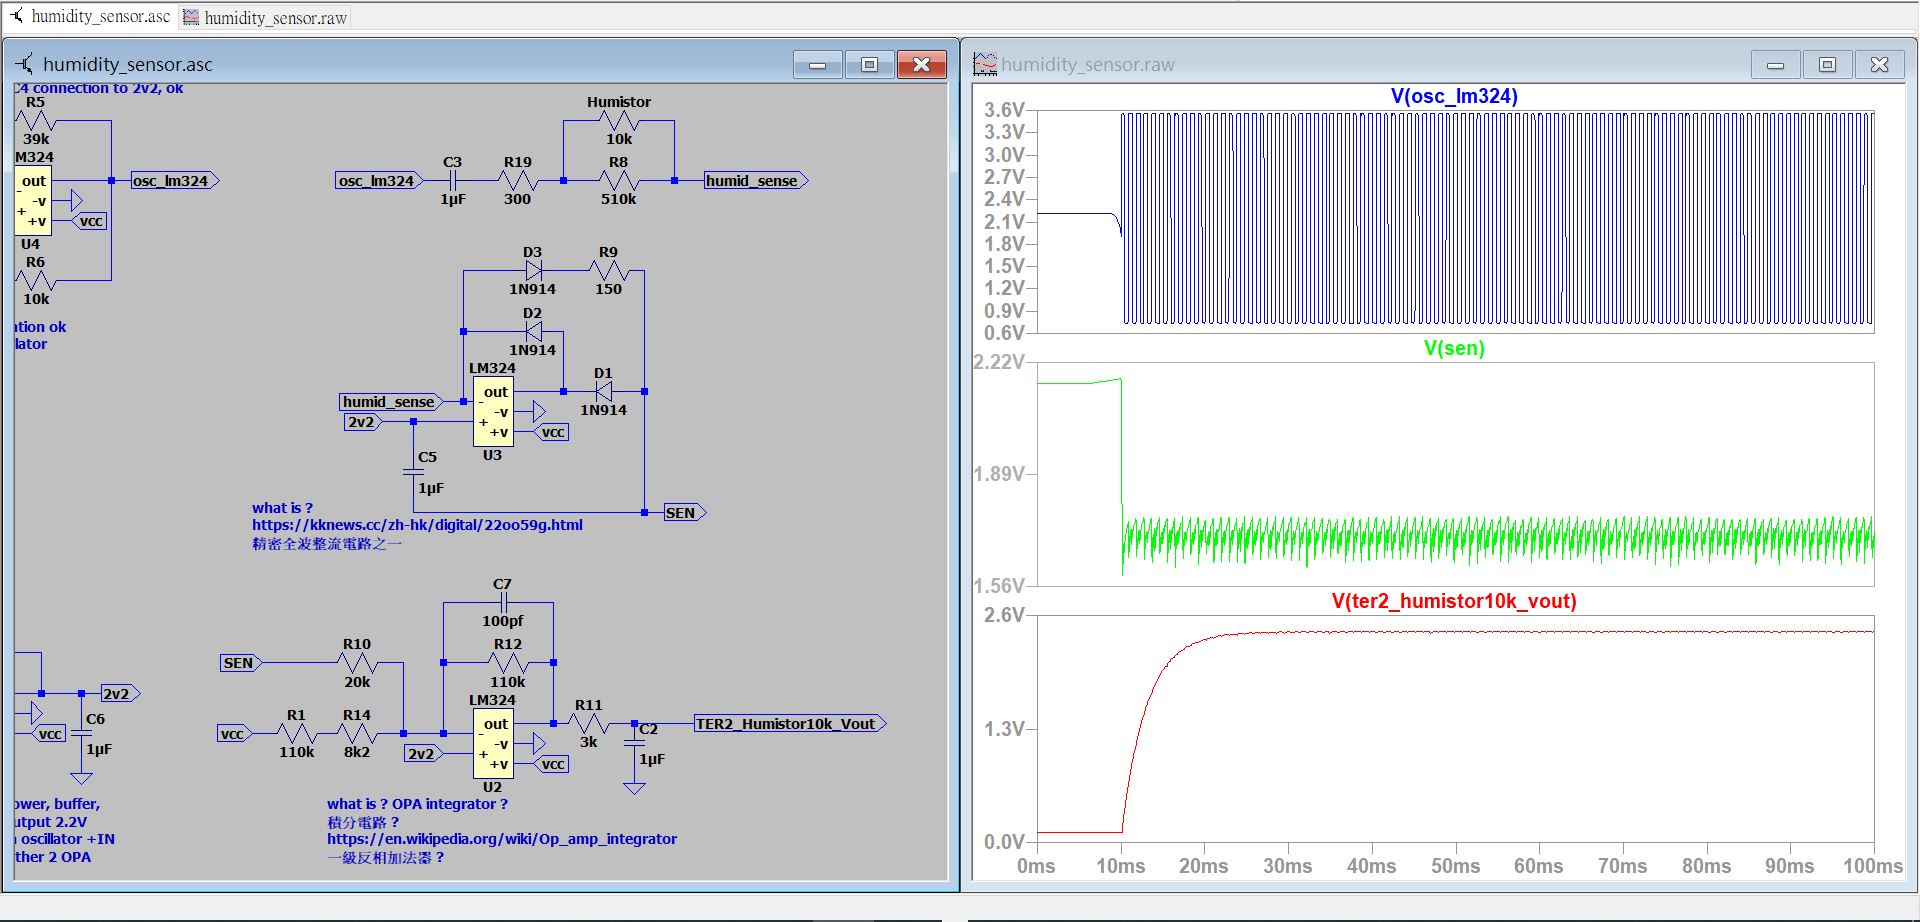 humidity_sensor.asc
humidity_sensor.raw
humidity_sensor.asc
C4 connection to 2v2, ok
R5
39k
M324
out
-
-v
+
+v
vcc
U4
R6
10k
osc_lm324
ation ok
lator
Humistor
10k
osc_lm324
C3
1µF
R19
300
R8
510k
humid_sense
D3
1N914
R9
150
D2
1N914
LM324
D1
1N914
humid_sense
2v2
out
-
-v
+
+v
vcc
U3
C5
1µF
SEN
what is ?
https://kknews.cc/zh-hk/digital/22oo59g.html
精密全波整流電路之一
C7
100pf
SEN
R10
20k
R12
110k
LM324
vcc
R1
110k
R14
8k2
2v2
out
-
-v
+
+v
vcc
U2
R11
3k
C2
1µF
TER2_Humistor10k_Vout
2v2
vcc
C6
1µF
ower, buffer,
utput 2.2V
oscillator +IN
ther 2 OPA
what is ? OPA integrator ?
積分電路 ?
https://en.wikipedia.org/wiki/Op_amp_integrator
一級反相加法器 ?
humidity_sensor.raw
V(osc_lm324)
3.6V
3.3V
3.0V
2.7V
2.4V
2.1V
1.8V
1.5V
1.2V
0.9V
0.6V
V(sen)
2.22V
1.89V
1.56V
V(ter2_humistor10k_vout)
2.6V
1.3V
0.0V
0ms 10ms 20ms 30ms 40ms 50ms 60ms 70ms 80ms 90ms 100ms